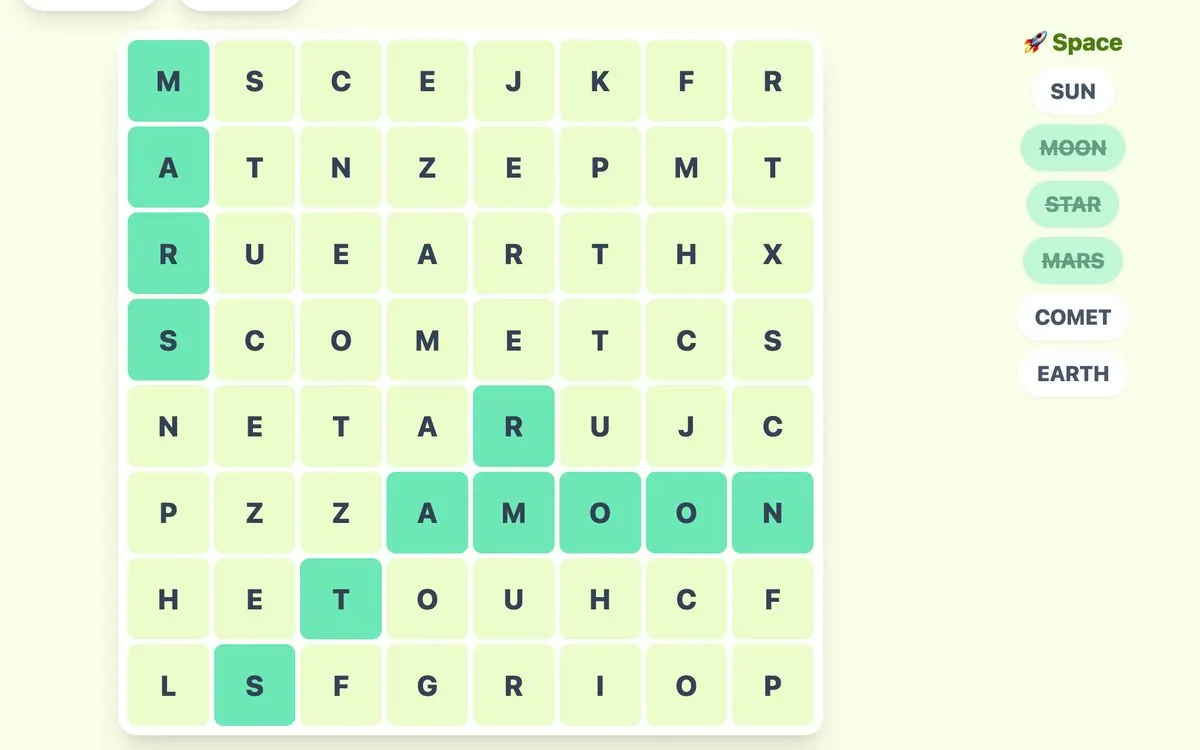 M S C E J K F R
A T N Z E P M T
R U E A R T H X
S C O M E T C S
N E T A R U J C
P Z Z A M O O N
H E T O U H C F
L S F G R I O P
🚀 Space
SUN
MOON
STAR
MARS
COMET
EARTH